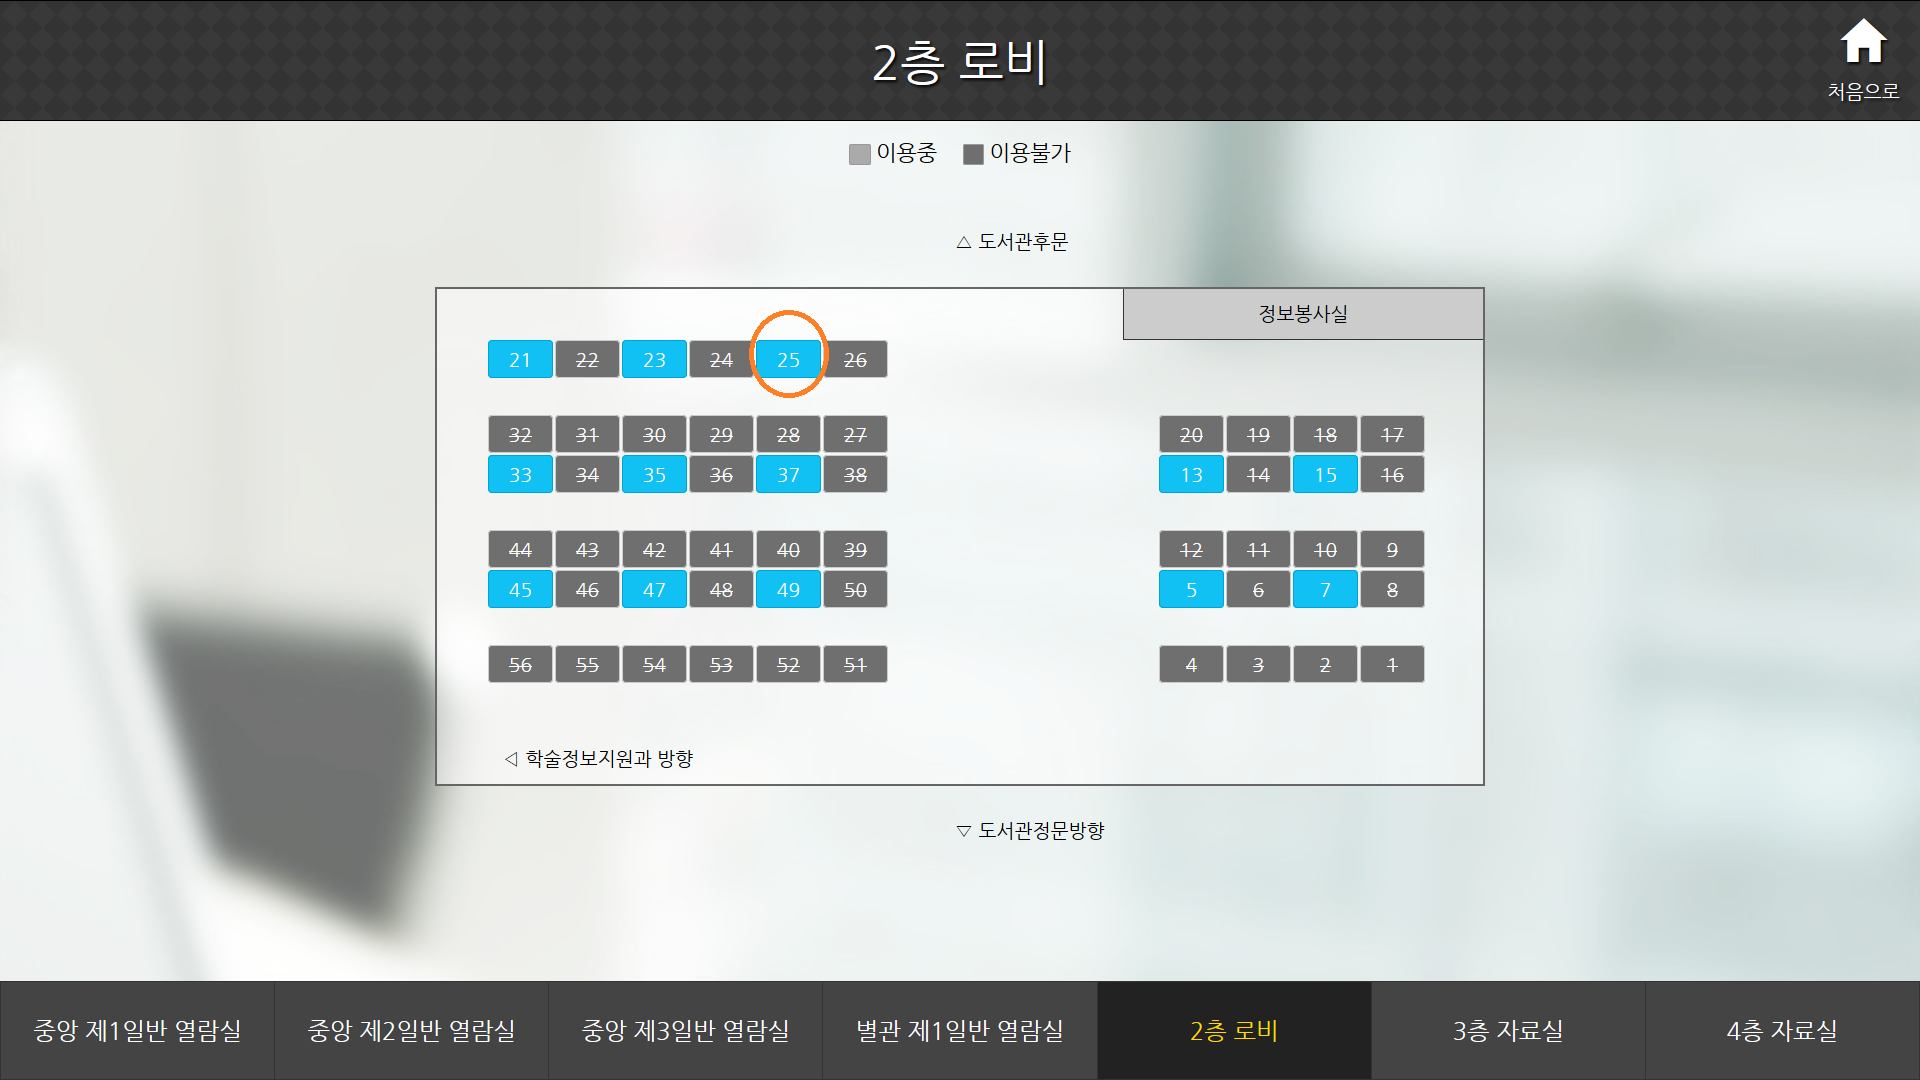 2층 로비
처음으로
이용중 이용불가
△ 도서관후문
정보봉사실
21 22 23 24 25 26
32 31 30 29 28 27 20 19 18 17
33 34 35 36 37 38 13 14 15 16
44 43 42 41 40 39 12 11 10 9
45 46 47 48 49 50 5 6 7 8
56 55 54 53 52 51 4 3 2 1
◁ 학술정보지원과 방향
▽ 도서관정문방향
중앙 제1일반 열람실 중앙 제2일반 열람실 중앙 제3일반 열람실 별관 제1일반 열람실 2층 로비 3층 자료실 4층 자료실